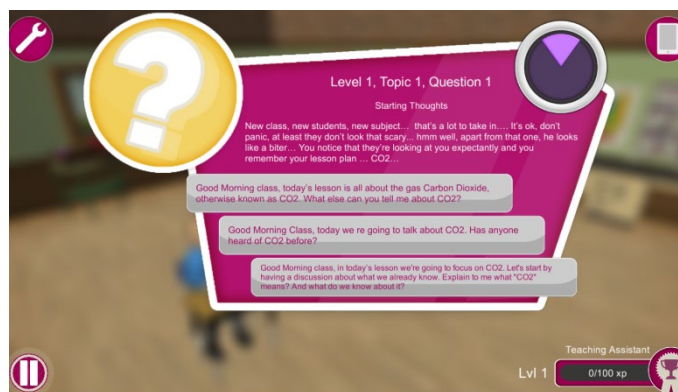 Level 1, Topic 1, Question 1
Starting Thoughts
New class, new students, new subject... that's a lot to take in.... It's ok, don't
panic, at least they don't look that scary... hmm well, apart from that one, he looks
like a biter... You notice that they're looking at you expectantly and you
remember your lesson plan ... CO2...
Good Morning class, today's lesson is all about the gas Carbon Dioxide,
otherwise known as CO2. What else can you tell me about CO2?
Good Morning Class, today we re going to talk about CO2. Has anyone
heard of CO2 before?
Good Morning class, in today's lesson we're going to focus on CO2. Let's start by
having a discussion about what we already know. Explain to me what "CO2"
means? And what do we know about it?
Teaching Assistant
Lvl 1
0/100 xp